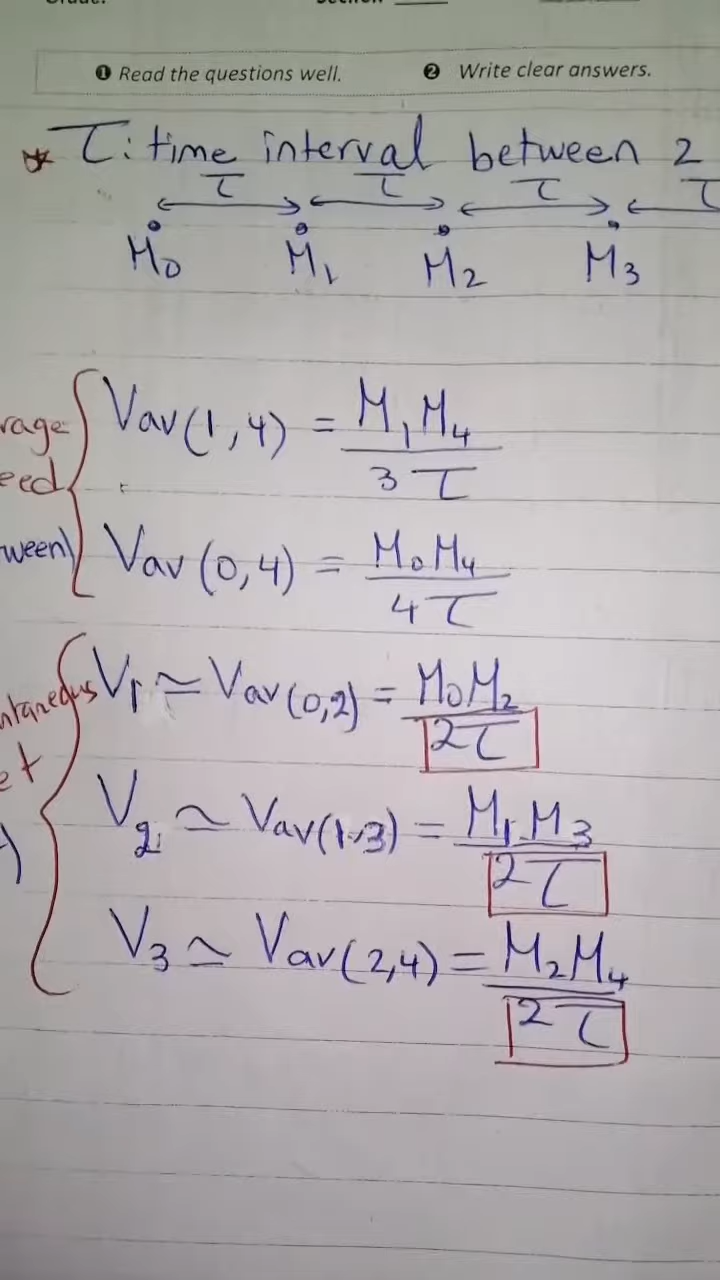 ❶ Read the questions well. ❷ Write clear answers.
* τ: time interval between 2
τ τ τ τ
M₀ M₁ M₂ M₃
Vav(1,4) = M₁M₄ / 3τ
Vav(0,4) = M₀M₄ / 4τ
V₁ ≃ Vav(0,2) = M₀M₂ / 2τ
V₂ ≃ Vav(1,3) = M₁M₃ / 2τ
V₃ ≃ Vav(2,4) = M₂M₄ / 2τ